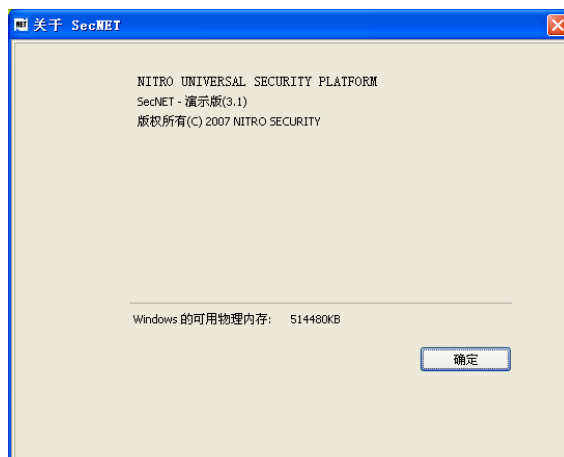 关于 SecNET
NITRO UNIVERSAL SECURITY PLATFORM
SecNET - 演示版(3.1)
版权所有(C) 2007 NITRO SECURITY
Windows 的可用物理内存: 514480KB
确定